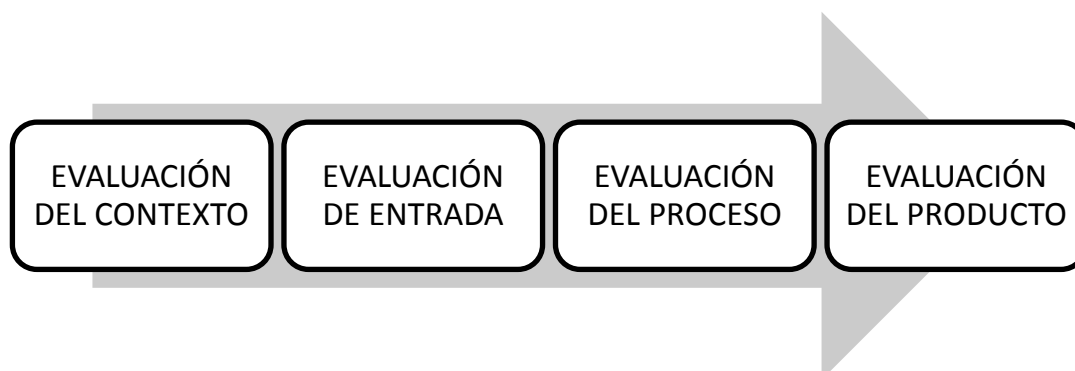 EVALUACIÓN
DEL CONTEXTO
EVALUACIÓN
DE ENTRADA
EVALUACIÓN
DEL PROCESO
EVALUACIÓN
DEL PRODUCTO